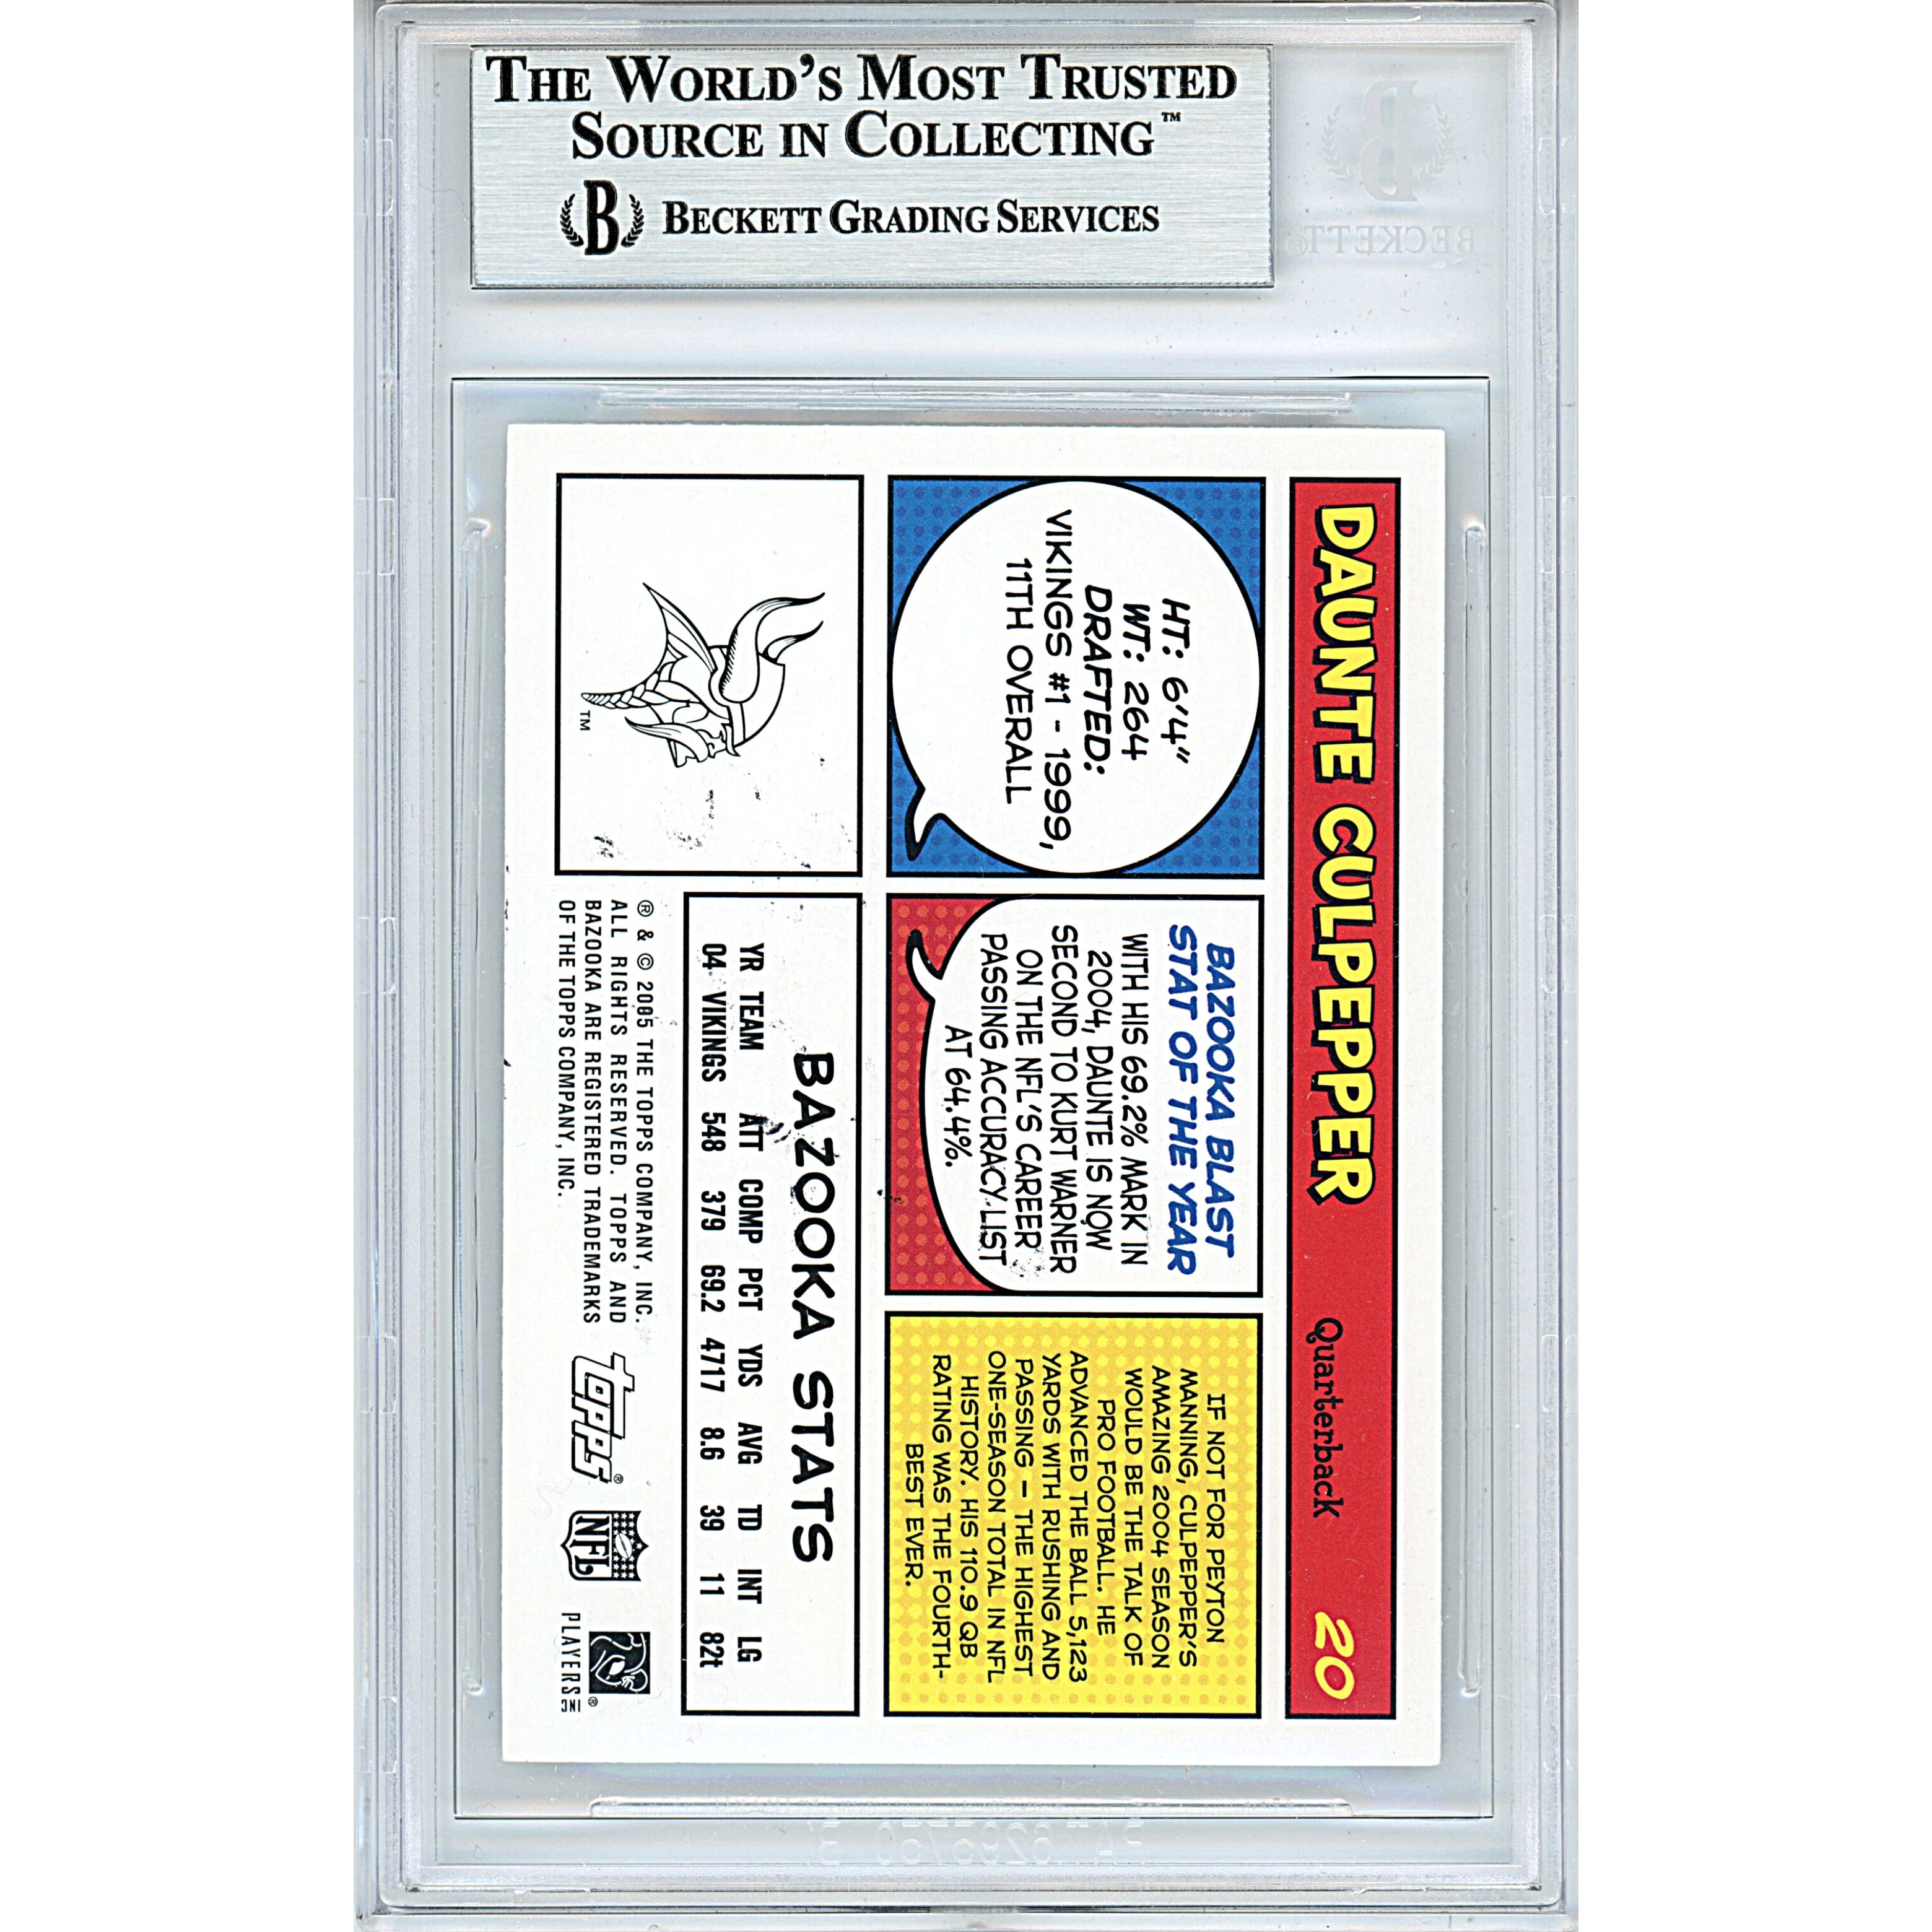 THE WORLD'S MOST TRUSTED
SOURCE IN COLLECTING™
B BECKETT GRADING SERVICES
BECKETT
DAUNTE CULPEPPER Quarterback 20
HT: 6'4"
WT: 264
DRAFTED:
VIKINGS #1 - 1999,
11TH OVERALL
BAZOOKA BLAST
STAT OF THE YEAR
WITH HIS 69.2% MARK IN
2004, DAUNTE IS NOW
SECOND TO KURT WARNER
ON THE NFL'S CAREER
PASSING ACCURACY LIST
AT 64.4%.
IF NOT FOR PEYTON
MANNING, CULPEPPER'S
AMAZING 2004 SEASON
WOULD BE THE TALK OF
PRO FOOTBALL. HE
ADVANCED THE BALL 5,123
YARDS WITH RUSHING AND
PASSING – THE HIGHEST
ONE-SEASON TOTAL IN NFL
HISTORY. HIS 110.9 QB
RATING WAS THE FOURTH-
BEST EVER.
TM
BAZOOKA STATS
YR TEAM ATT COMP PCT YDS AVG TD INT LG
04 VIKINGS 548 379 69.2 4717 8.6 39 11 82t
® & © 2005 THE TOPPS COMPANY, INC.
ALL RIGHTS RESERVED. TOPPS AND
BAZOOKA ARE REGISTERED TRADEMARKS
OF THE TOPPS COMPANY, INC.
Topps®
NFL
PLAYERS INC®